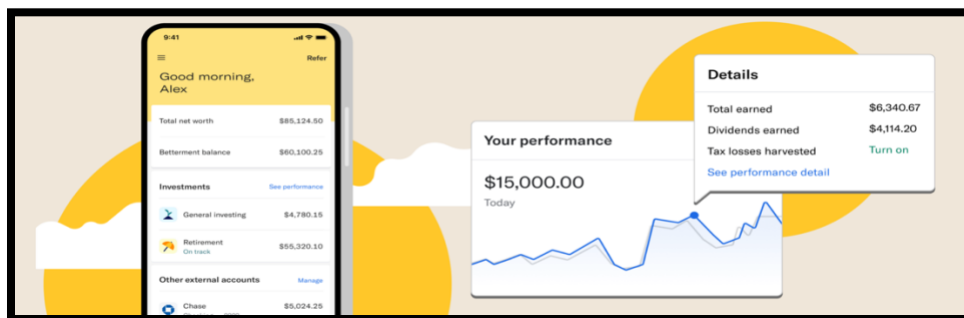 9:41
Refer
Good morning,
Alex
Total net worth $85,124.50
Betterment balance $60,100.25
Investments See performance
General investing $4,780.15
Retirement $55,320.10
On track
Other external accounts Manage
Chase $5,024.25
Your performance
$15,000.00
Today
Details
Total earned $6,340.67
Dividends earned $4,114.20
Tax losses harvested Turn on
See performance detail